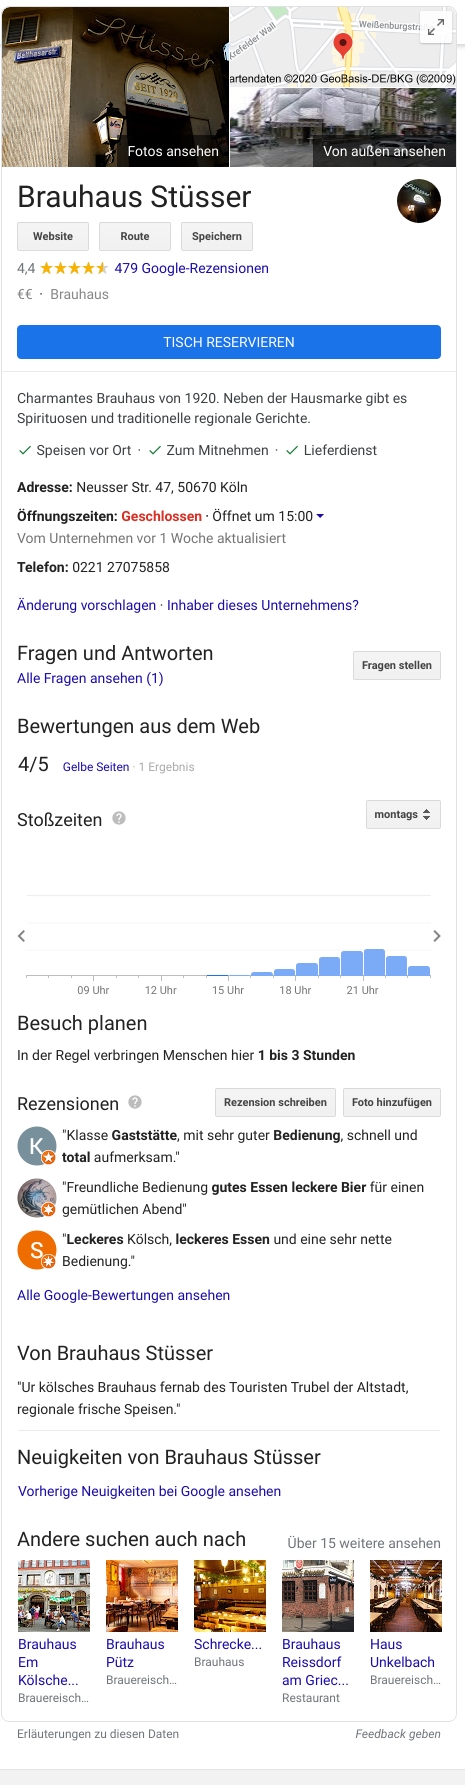 Stüsser
Balthasarstr.
SEIT 1920
Fotos ansehen
Krefelder Wall
Weißenburgstr
artendaten ©2020 GeoBasis-DE/BKG (©2009)
Von außen ansehen
Brauhaus Stüsser
Website Route Speichern
4,4 479 Google-Rezensionen
€€ · Brauhaus
TISCH RESERVIEREN
Charmantes Brauhaus von 1920. Neben der Hausmarke gibt es
Spirituosen und traditionelle regionale Gerichte.
Speisen vor Ort · Zum Mitnehmen · Lieferdienst
Adresse: Neusser Str. 47, 50670 Köln
Öffnungszeiten: Geschlossen · Öffnet um 15:00
Vom Unternehmen vor 1 Woche aktualisiert
Telefon: 0221 27075858
Änderung vorschlagen · Inhaber dieses Unternehmens?
Fragen und Antworten
Fragen stellen
Alle Fragen ansehen (1)
Bewertungen aus dem Web
4/5 Gelbe Seiten · 1 Ergebnis
Stoßzeiten ? montags
09 Uhr 12 Uhr 15 Uhr 18 Uhr 21 Uhr
Besuch planen
In der Regel verbringen Menschen hier 1 bis 3 Stunden
Rezensionen ? Rezension schreiben Foto hinzufügen
K
"Klasse Gaststätte, mit sehr guter Bedienung, schnell und
total aufmerksam."
"Freundliche Bedienung gutes Essen leckere Bier für einen
gemütlichen Abend"
S
"Leckeres Kölsch, leckeres Essen und eine sehr nette
Bedienung."
Alle Google-Bewertungen ansehen
Von Brauhaus Stüsser
"Ur kölsches Brauhaus fernab des Touristen Trubel der Altstadt,
regionale frische Speisen."
Neuigkeiten von Brauhaus Stüsser
Vorherige Neuigkeiten bei Google ansehen
Andere suchen auch nach Über 15 weitere ansehen
Brauhaus
Em
Kölsche...
Brauereisch...
Brauhaus
Pütz
Brauereisch...
Schrecke...
Brauhaus
Brauhaus
Reissdorf
am Griec...
Restaurant
Haus
Unkelbach
Brauereisch...
Erläuterungen zu diesen Daten Feedback geben